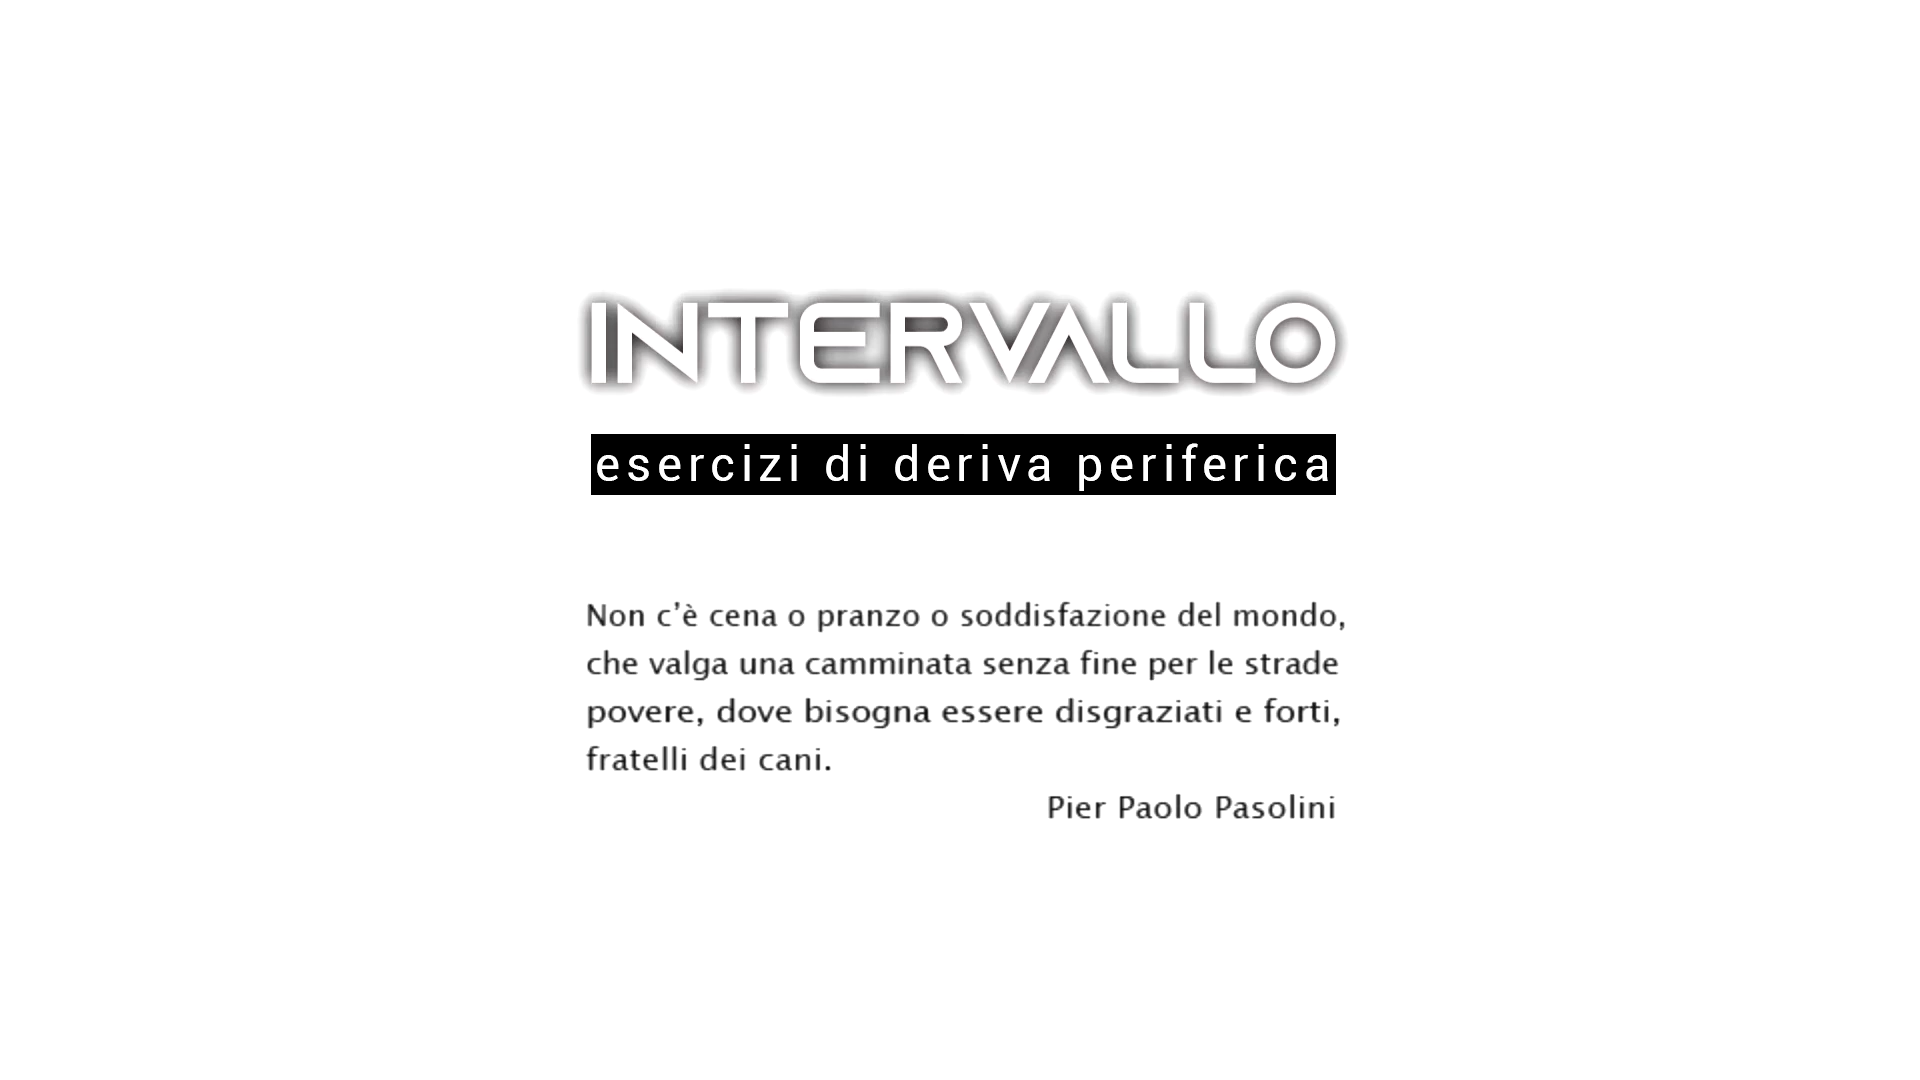 INTERVALLO
esercizi di deriva periferica
Non c’è cena o pranzo o soddisfazione del mondo,
che valga una camminata senza fine per le strade
povere, dove bisogna essere disgraziati e forti,
fratelli dei cani.
Pier Paolo Pasolini